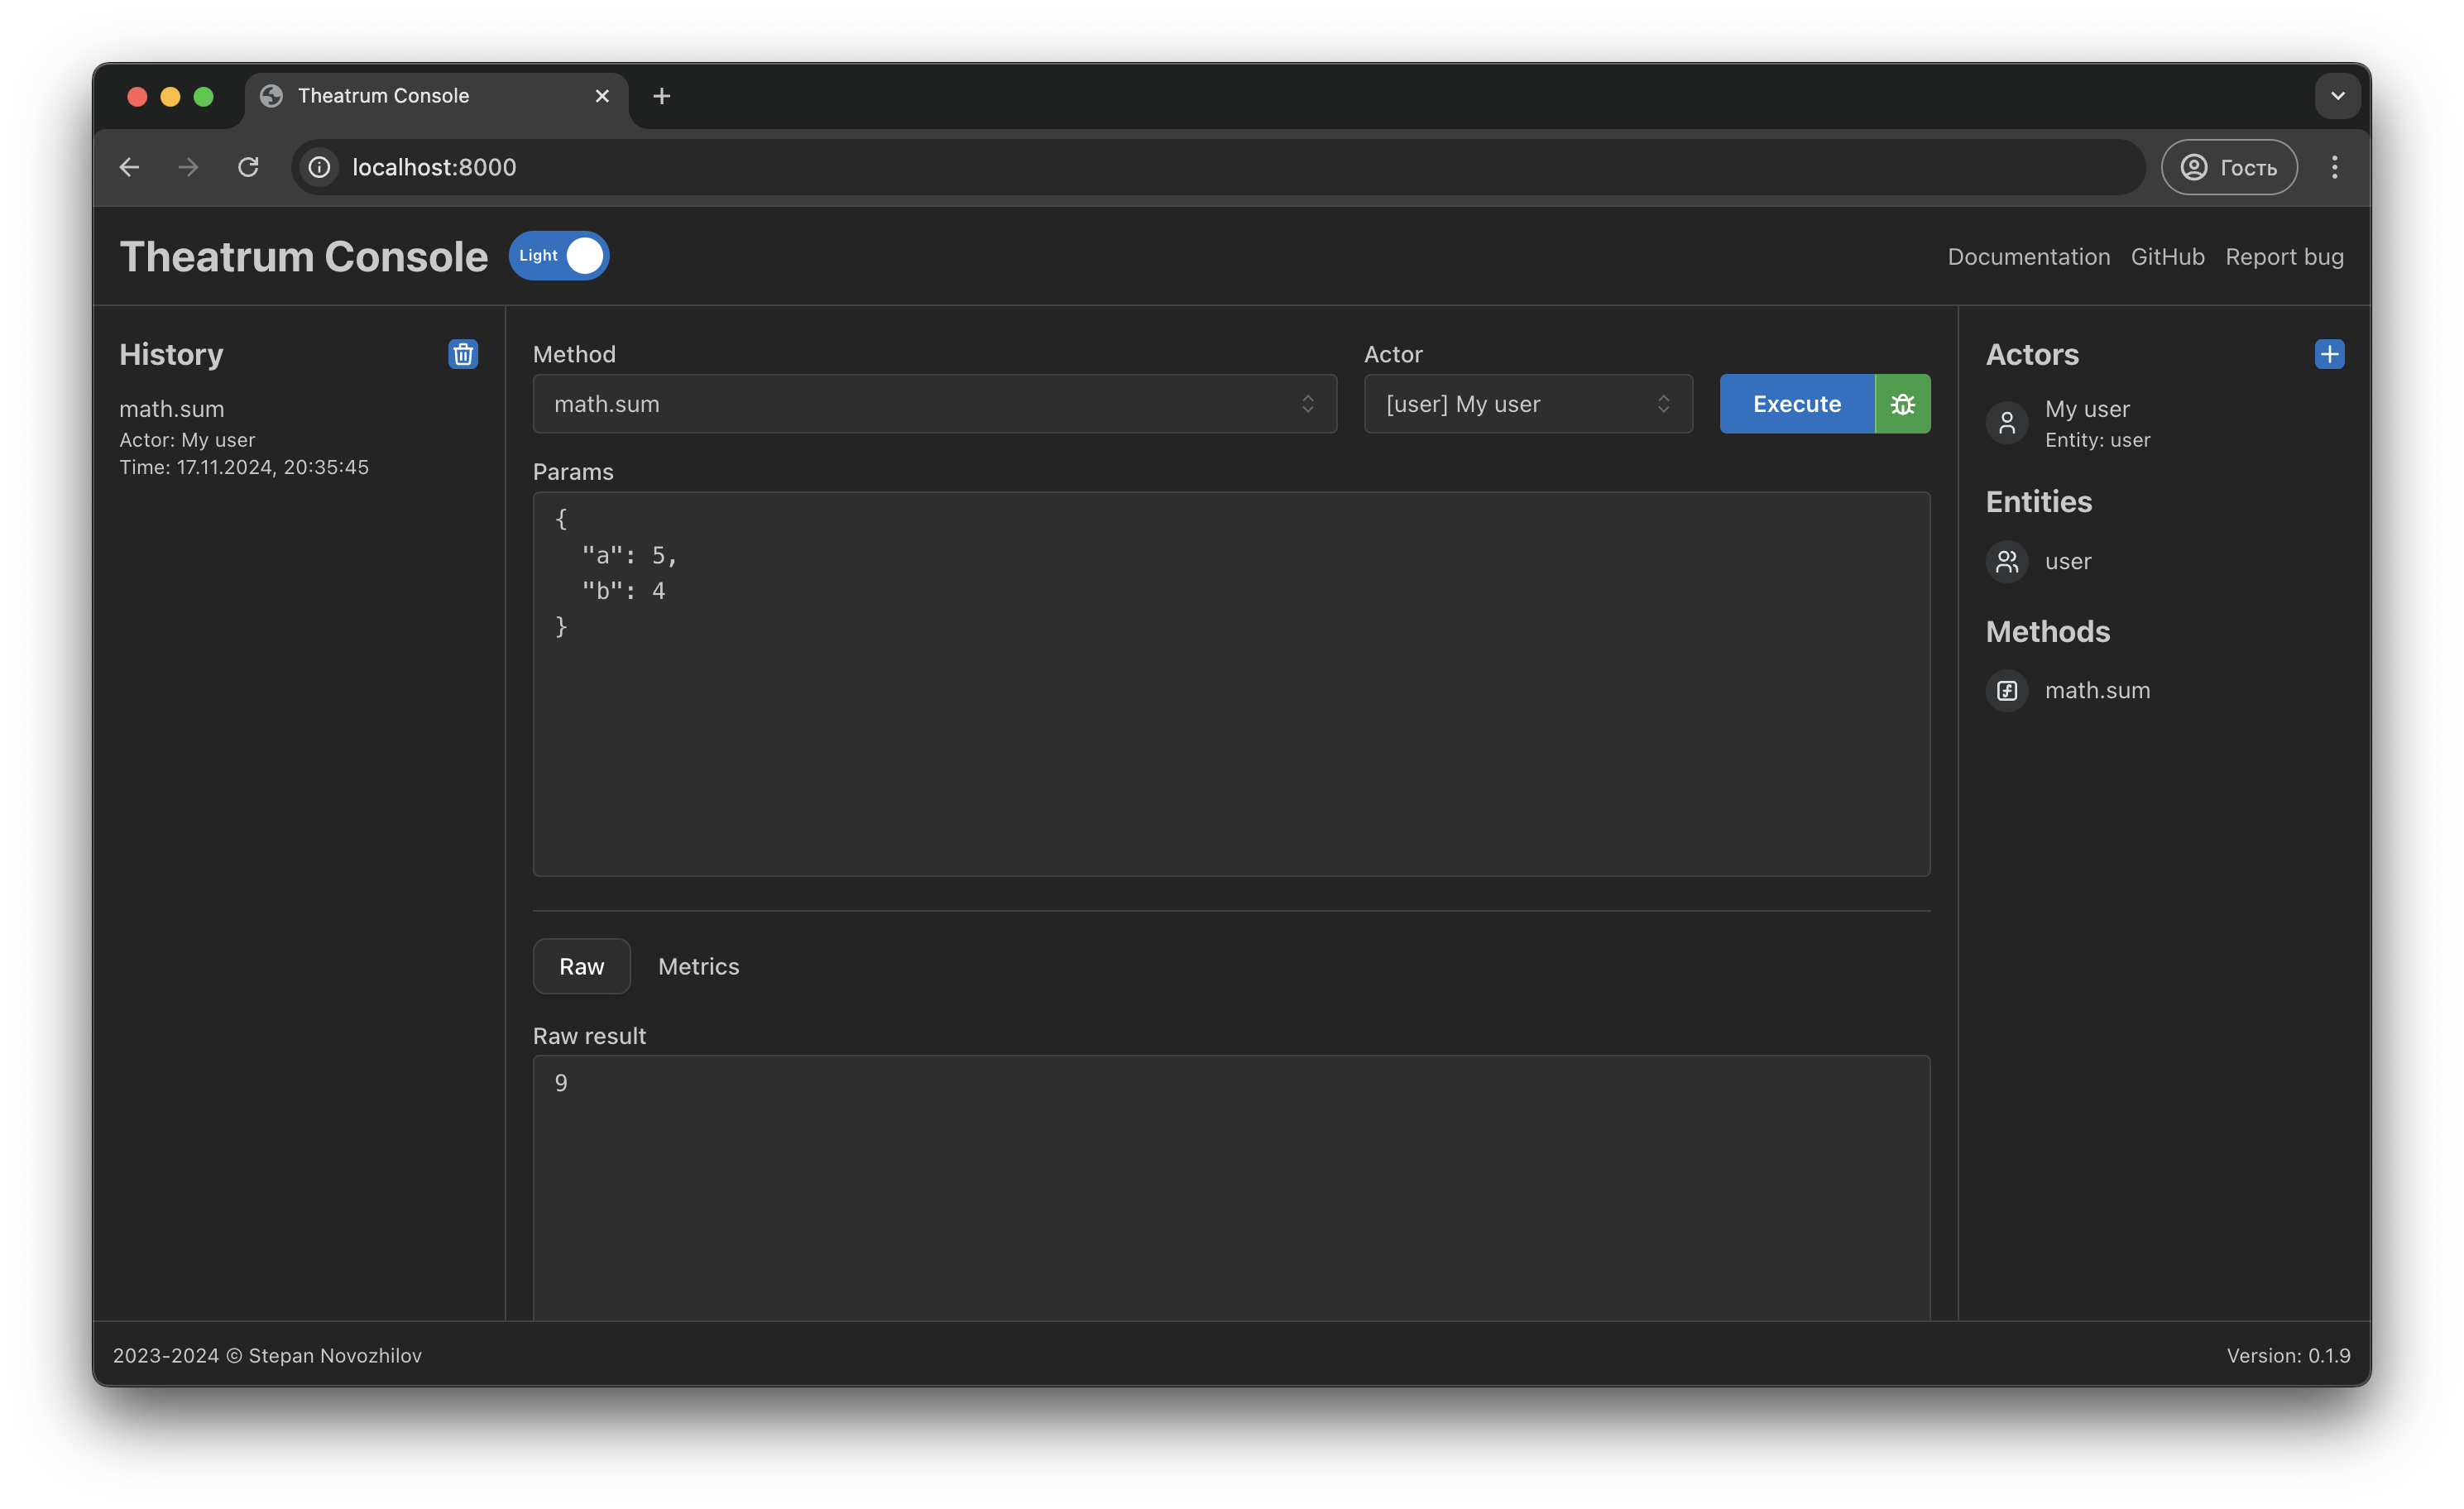 Theatrum Console
localhost:8000
Гость
Theatrum Console
Light
Documentation GitHub Report bug
History
math.sum
Actor: My user
Time: 17.11.2024, 20:35:45
Method
math.sum
Actor
[user] My user
Execute
Params
{
"a": 5,
"b": 4
}
Raw Metrics
Raw result
9
Actors
My user
Entity: user
Entities
user
Methods
math.sum
2023-2024 © Stepan Novozhilov
Version: 0.1.9